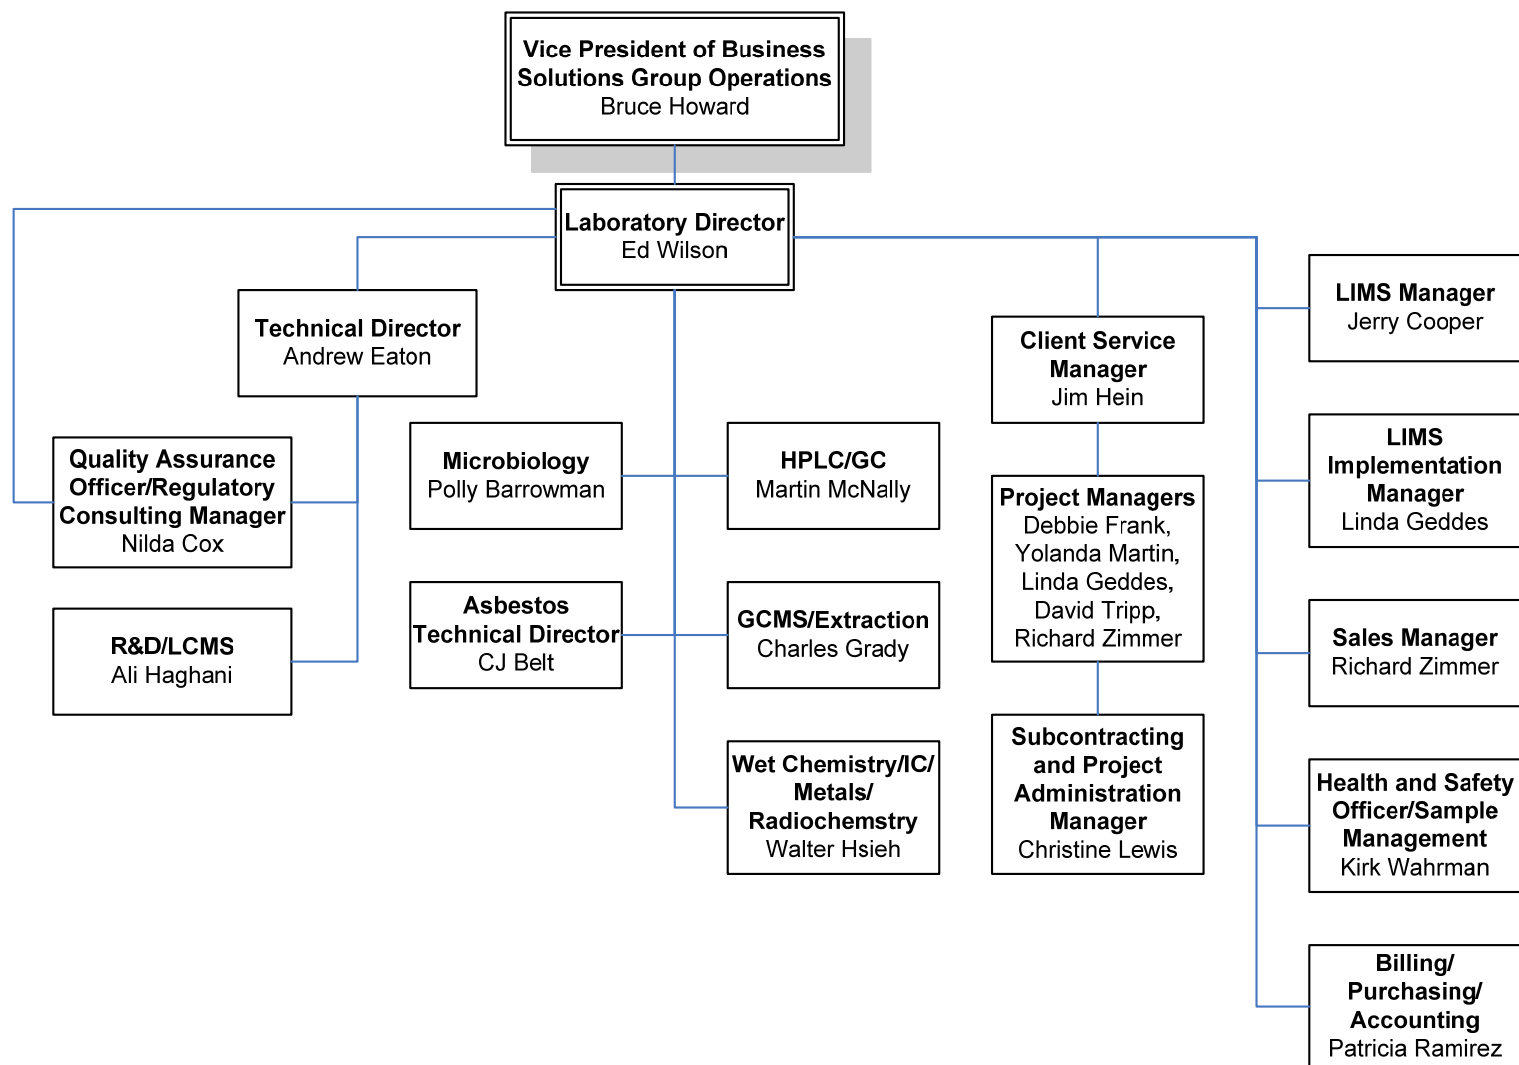 Vice President of Business
Solutions Group Operations
Bruce Howard
Laboratory Director
Ed Wilson
Technical Director
Andrew Eaton
Quality Assurance
Officer/Regulatory
Consulting Manager
Nilda Cox
R&D/LCMS
Ali Haghani
Microbiology
Polly Barrowman
Asbestos
Technical Director
CJ Belt
HPLC/GC
Martin McNally
GCMS/Extraction
Charles Grady
Wet Chemistry/IC/
Metals/
Radiochemstry
Walter Hsieh
Client Service
Manager
Jim Hein
Project Managers
Debbie Frank,
Yolanda Martin,
Linda Geddes,
David Tripp,
Richard Zimmer
Subcontracting
and Project
Administration
Manager
Christine Lewis
LIMS Manager
Jerry Cooper
LIMS
Implementation
Manager
Linda Geddes
Sales Manager
Richard Zimmer
Health and Safety
Officer/Sample
Management
Kirk Wahrman
Billing/
Purchasing/
Accounting
Patricia Ramirez